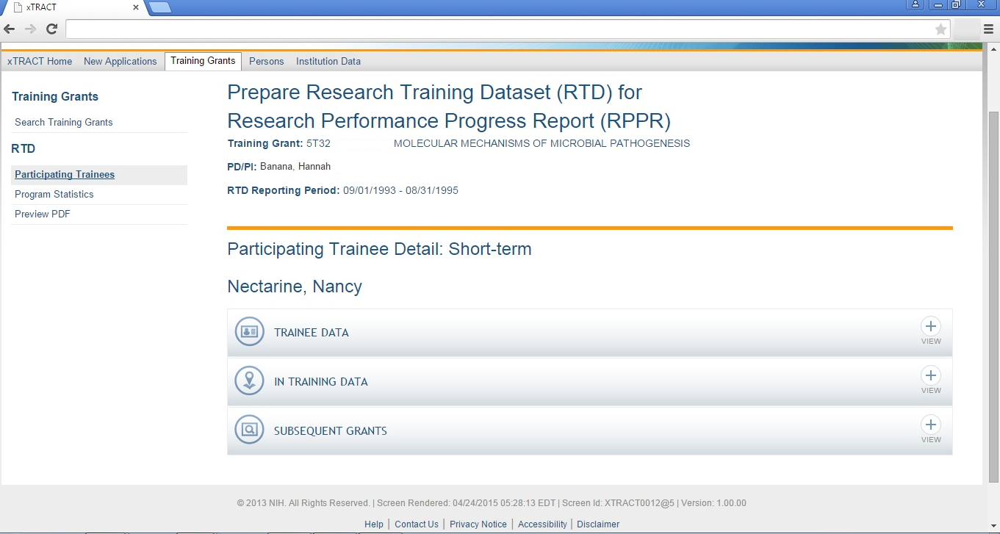 xTRACT
xTRACT Home New Applications Training Grants Persons Institution Data
Training Grants
Search Training Grants
RTD
Participating Trainees
Program Statistics
Preview PDF
Prepare Research Training Dataset (RTD) for
Research Performance Progress Report (RPPR)
Training Grant: 5T32 MOLECULAR MECHANISMS OF MICROBIAL PATHOGENESIS
PD/PI: Banana, Hannah
RTD Reporting Period: 09/01/1993 - 08/31/1995
Participating Trainee Detail: Short-term
Nectarine, Nancy
TRAINEE DATA
VIEW
IN TRAINING DATA
VIEW
SUBSEQUENT GRANTS
VIEW
© 2013 NIH. All Rights Reserved. | Screen Rendered: 04/24/2015 05:28:13 EDT | Screen Id: XTRACT0012@5 | Version: 1.00.00
Help | Contact Us | Privacy Notice | Accessibility | Disclaimer